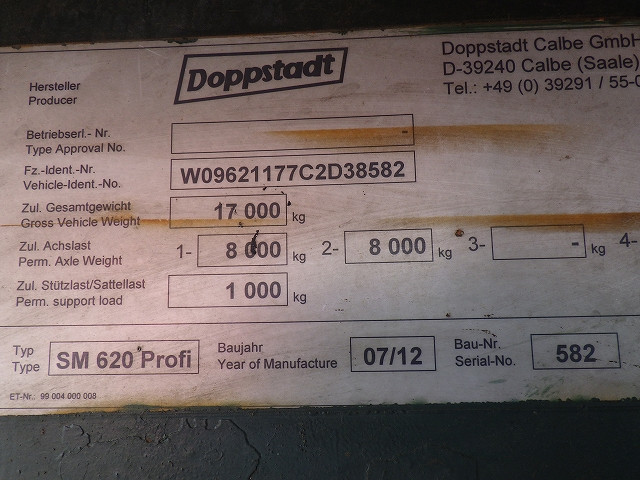 Hersteller
Producer
Doppstadt
Doppstadt Calbe GmbH
D-39240 Calbe (Saale)
Tel.: +49 (0) 39291 / 55-
Betriebserl.- Nr.
Type Approval No.
-
Fz.-Ident.-Nr.
Vehicle-Ident.-No.
W09621177C2D38582
Zul. Gesamtgewicht
Gross Vehicle Weight
17 000 kg
Zul. Achslast
Perm. Axle Weight
1- 8 000 kg 2- 8 000 kg 3- - kg 4-
Zul. Stützlast/Sattellast
Perm. support load
1 000 kg
Typ
Type
SM 620 Profi
Baujahr
Year of Manufacture
07/12
Bau-Nr.
Serial-No.
582
ET-Nr.: 99 004 000 008